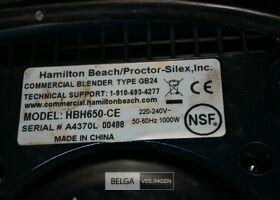 Hamilton Beach/Proctor-Silex, Inc.
COMMERCIAL BLENDER TYPE GB24
TECHNICAL SUPPORT: 1-910-693-4277
www.commercial.hamiltonbeach.com
MODEL: HBH650-CE 220-240V~
50-60Hz 1000W
SERIAL # A4370L 00488
MADE IN CHINA
NSF®
BELGA VEILINGEN